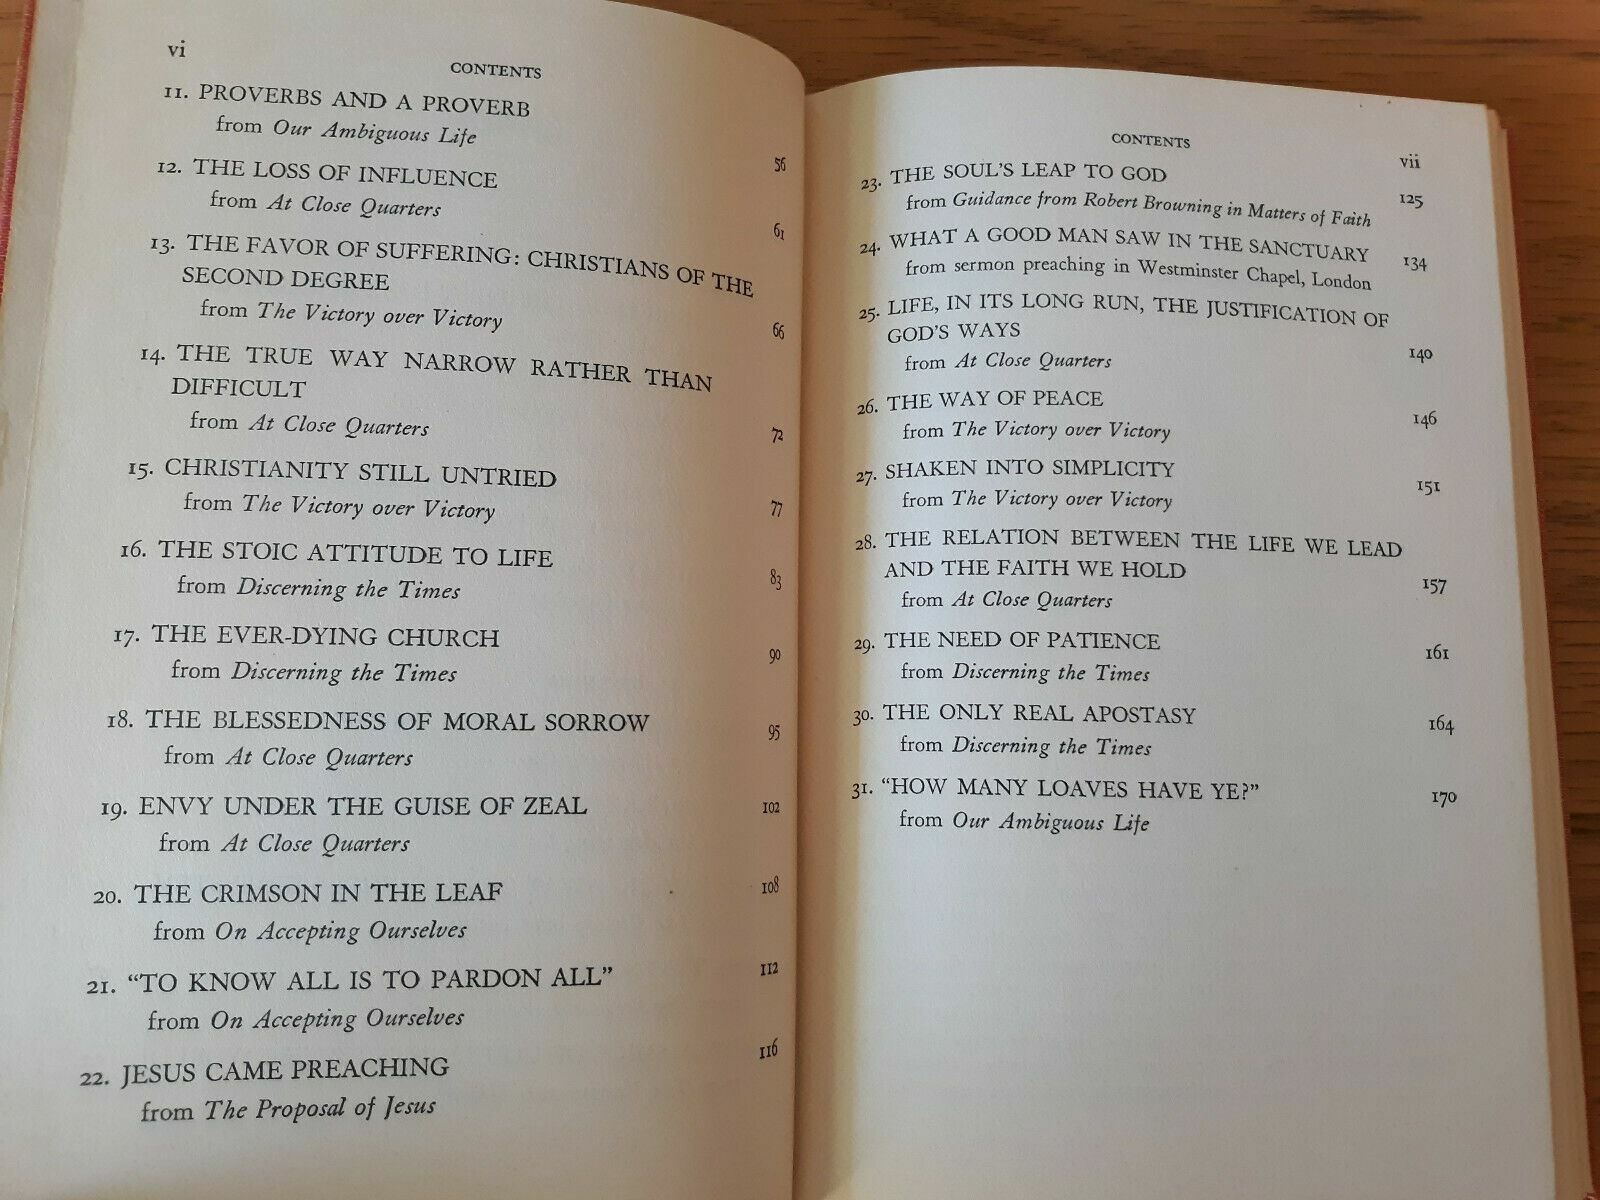 vi
CONTENTS
11. PROVERBS AND A PROVERB
from Our Ambiguous Life 56
12. THE LOSS OF INFLUENCE
from At Close Quarters 61
13. THE FAVOR OF SUFFERING: CHRISTIANS OF THE
SECOND DEGREE
from The Victory over Victory 66
14. THE TRUE WAY NARROW RATHER THAN
DIFFICULT
from At Close Quarters 72
15. CHRISTIANITY STILL UNTRIED
from The Victory over Victory 77
16. THE STOIC ATTITUDE TO LIFE
from Discerning the Times 83
17. THE EVER-DYING CHURCH
from Discerning the Times 90
18. THE BLESSEDNESS OF MORAL SORROW
from At Close Quarters 95
19. ENVY UNDER THE GUISE OF ZEAL
from At Close Quarters 102
20. THE CRIMSON IN THE LEAF
from On Accepting Ourselves 108
21. "TO KNOW ALL IS TO PARDON ALL"
from On Accepting Ourselves 112
22. JESUS CAME PREACHING
from The Proposal of Jesus 116
CONTENTS
vii
23. THE SOUL'S LEAP TO GOD
from Guidance from Robert Browning in Matters of Faith 125
24. WHAT A GOOD MAN SAW IN THE SANCTUARY
from sermon preaching in Westminster Chapel, London 134
25. LIFE, IN ITS LONG RUN, THE JUSTIFICATION OF
GOD'S WAYS
from At Close Quarters 140
26. THE WAY OF PEACE
from The Victory over Victory 146
27. SHAKEN INTO SIMPLICITY
from The Victory over Victory 151
28. THE RELATION BETWEEN THE LIFE WE LEAD
AND THE FAITH WE HOLD
from At Close Quarters 157
29. THE NEED OF PATIENCE
from Discerning the Times 161
30. THE ONLY REAL APOSTASY
from Discerning the Times 164
31. "HOW MANY LOAVES HAVE YE?"
from Our Ambiguous Life 170